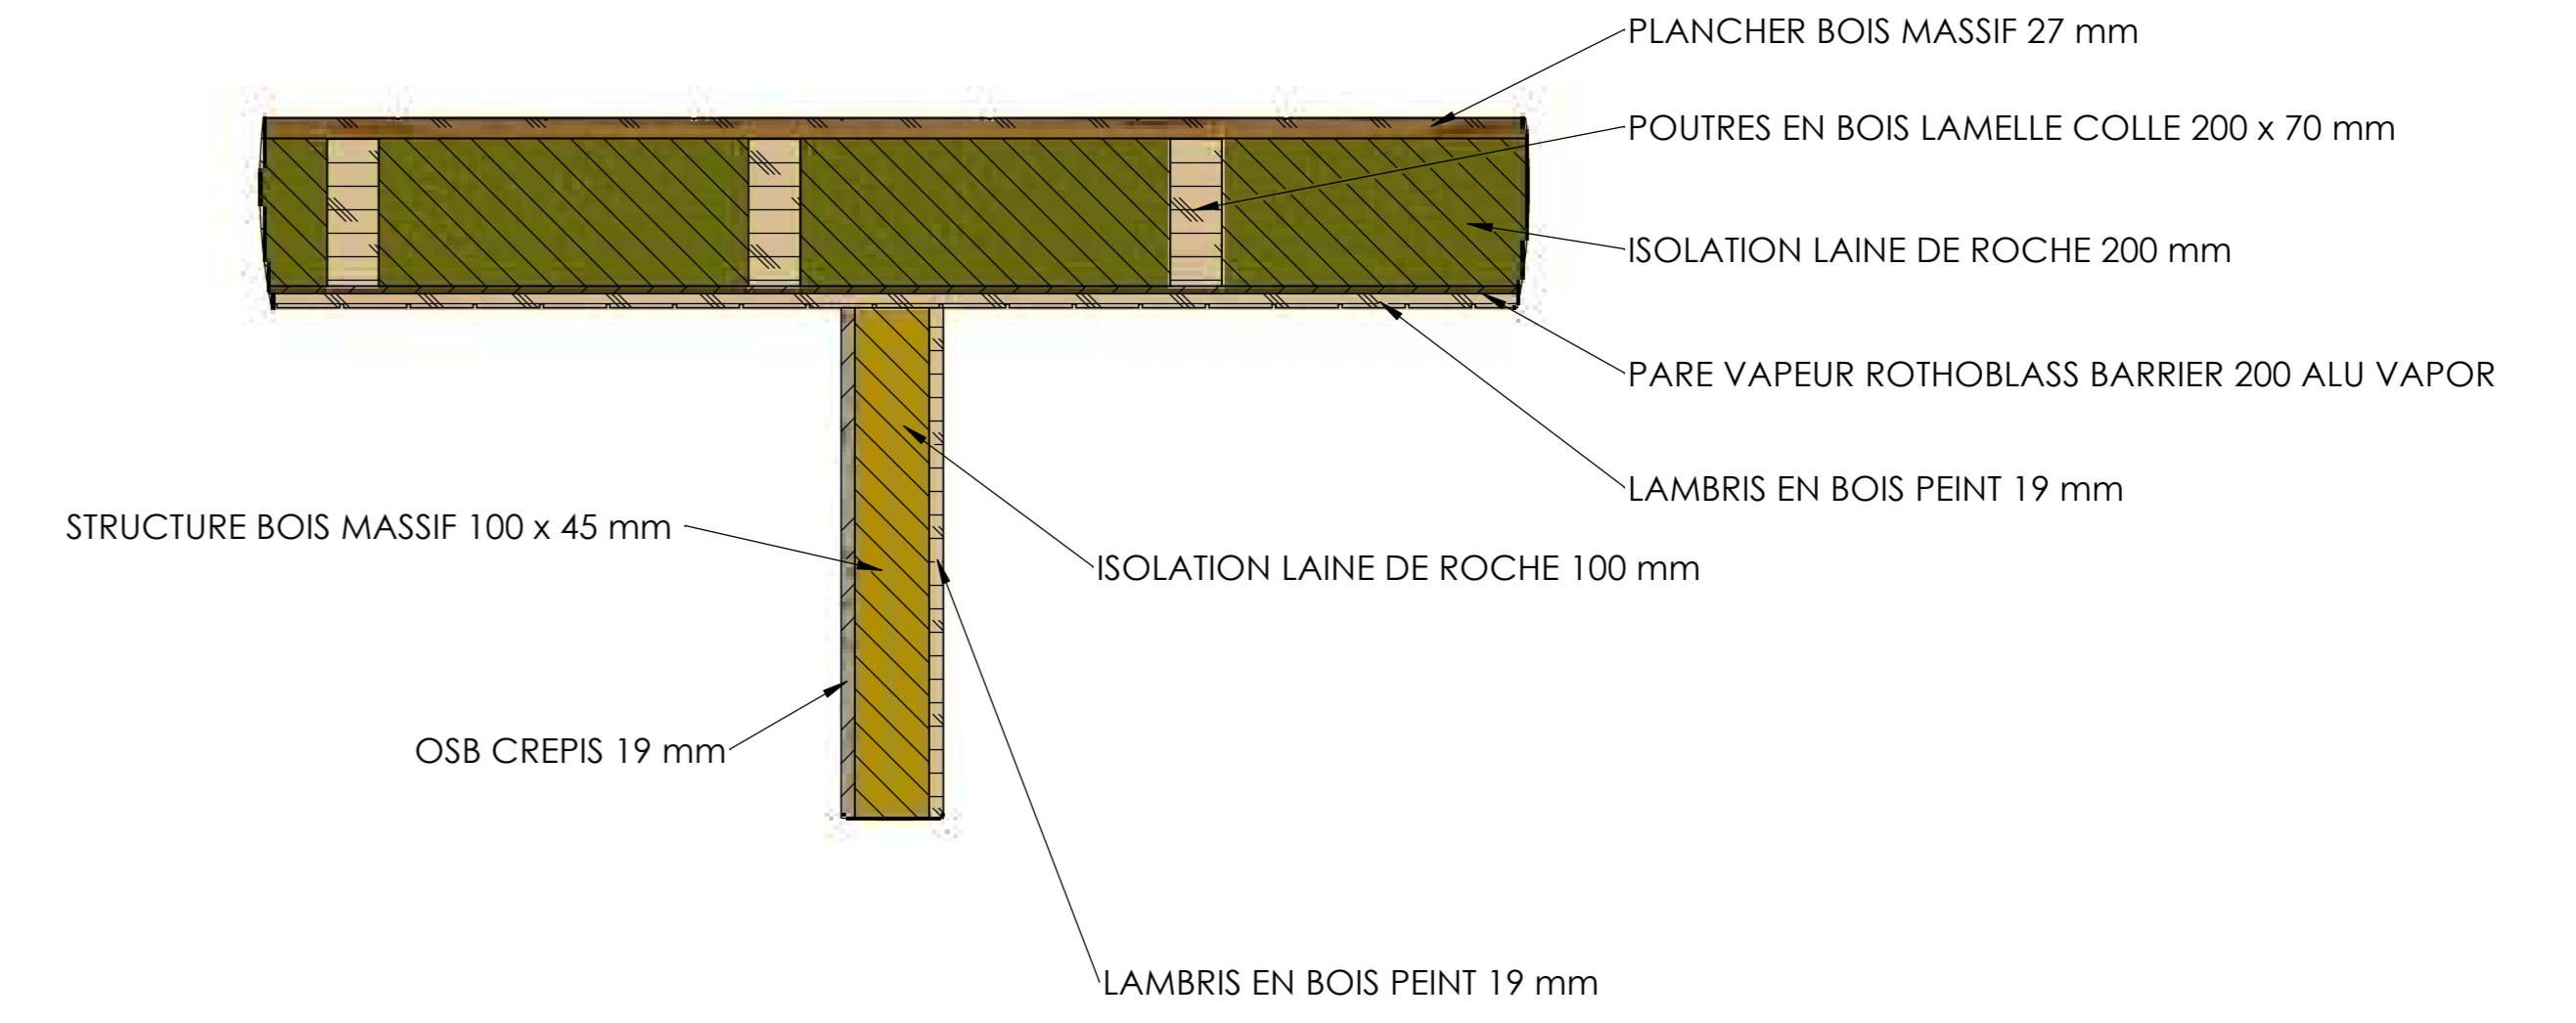 PLANCHER BOIS MASSIF 27 mm
POUTRES EN BOIS LAMELLE COLLE 200 x 70 mm
ISOLATION LAINE DE ROCHE 200 mm
PARE VAPEUR ROTHOBLASS BARRIER 200 ALU VAPOR
LAMBRIS EN BOIS PEINT 19 mm
STRUCTURE BOIS MASSIF 100 x 45 mm
ISOLATION LAINE DE ROCHE 100 mm
OSB CREPIS 19 mm
LAMBRIS EN BOIS PEINT 19 mm